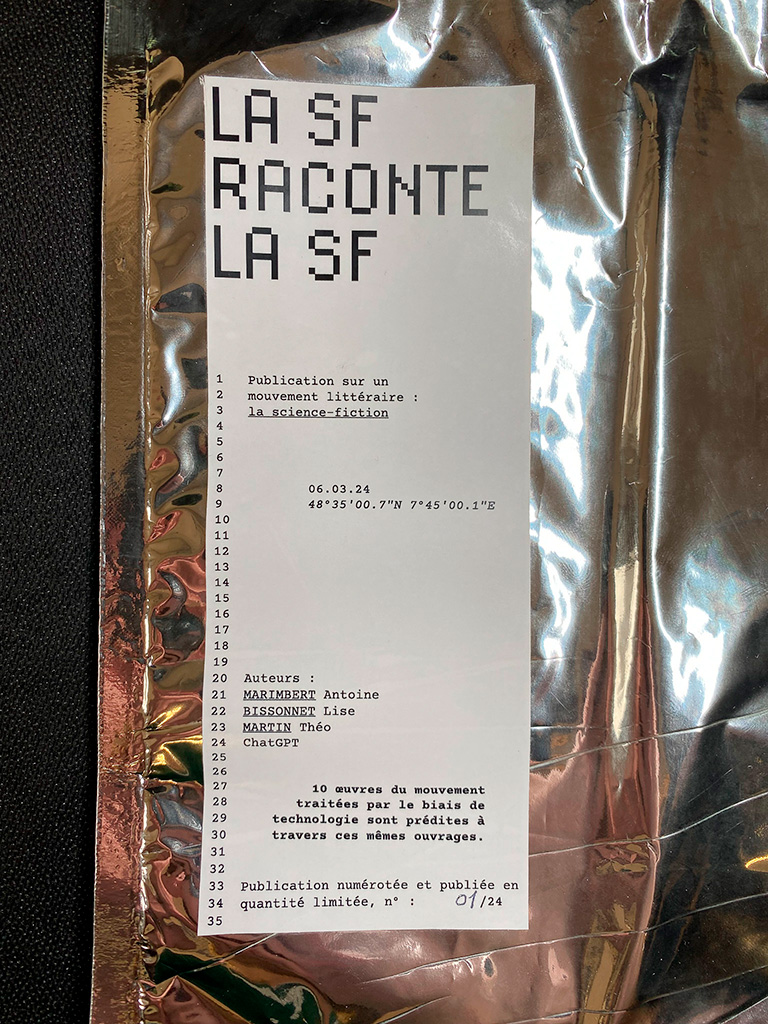 LA SF
RACONTE
LA SF
1 Publication sur un
2 mouvement littéraire :
3 la science-fiction
4
5
6
7
8 06.03.24
9 48°35'00.7"N 7°45'00.1"E
10
11
12
13
14
15
16
17
18
19
20 Auteurs :
21 MARIMBERT Antoine
22 BISSONNET Lise
23 MARTIN Théo
24 ChatGPT
25
26
27 10 œuvres du mouvement
28 traitées par le biais de
29 technologie sont prédites à
30 travers ces mêmes ouvrages.
31
32
33 Publication numérotée et publiée en
34 quantité limitée, n° : 01/24
35